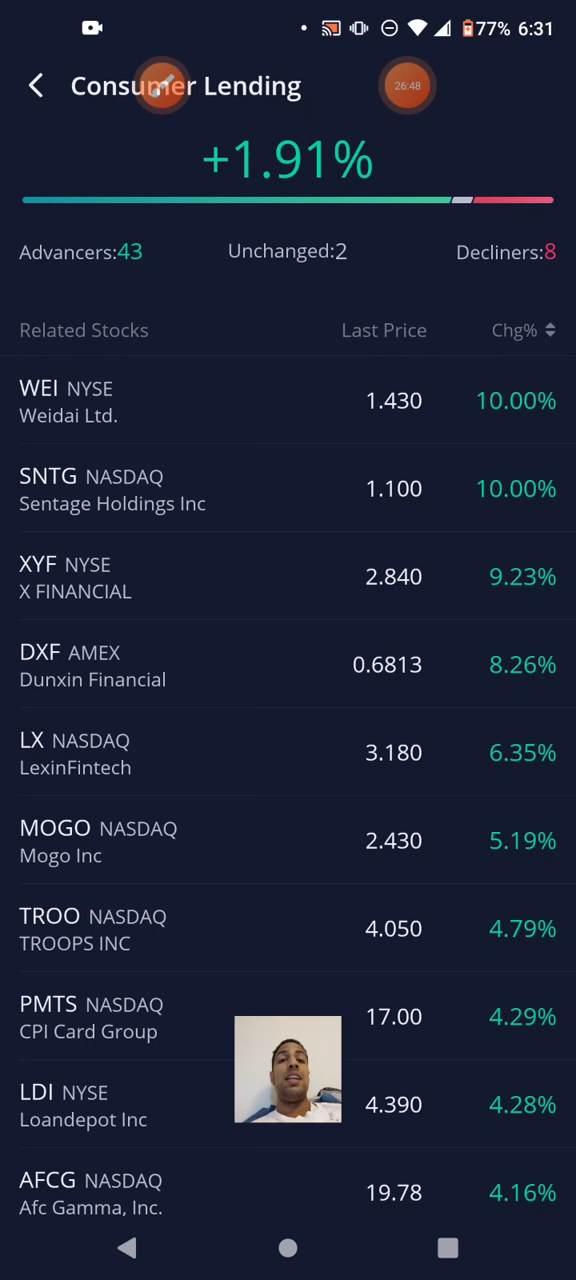 77% 6:31
Consumer Lending
26:48
+1.91%
Advancers:43 Unchanged:2 Decliners:8
Related Stocks Last Price Chg%
WEI NYSE
Weidai Ltd.
1.430 10.00%
SNTG NASDAQ
Sentage Holdings Inc
1.100 10.00%
XYF NYSE
X FINANCIAL
2.840 9.23%
DXF AMEX
Dunxin Financial
0.6813 8.26%
LX NASDAQ
LexinFintech
3.180 6.35%
MOGO NASDAQ
Mogo Inc
2.430 5.19%
TROO NASDAQ
TROOPS INC
4.050 4.79%
PMTS NASDAQ
CPI Card Group
17.00 4.29%
LDI NYSE
Loandepot Inc
4.390 4.28%
AFCG NASDAQ
Afc Gamma, Inc.
19.78 4.16%